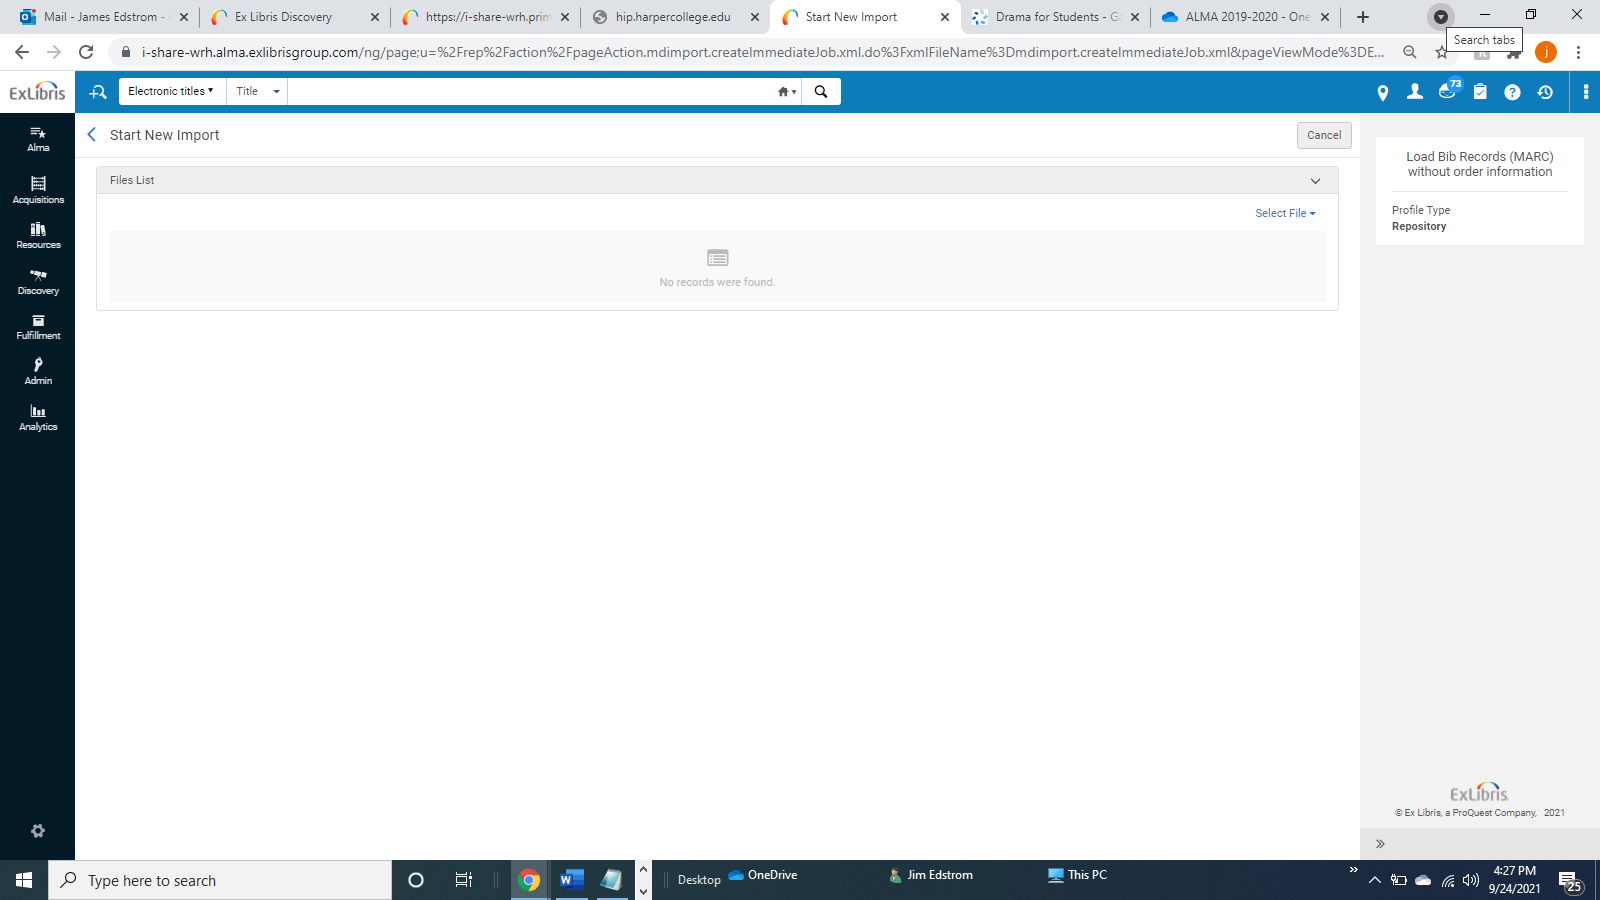 Mail - James Edstrom -
Ex Libris Discovery
https://i-share-wrh.prim
hip.harpercollege.edu
Start New Import
Drama for Students - Ga
ALMA 2019-2020 - One
Search tabs
i-share-wrh.alma.exlibrisgroup.com/ng/page;u=%2Frep%2Faction%2FpageAction.mdimport.createImmediateJob.xml.do%3FxmlFileName%3Dmdimport.createImmediateJob.xml&pageViewMode%3DE...
j
ExLibris
Electronic titles
Title
73
Start New Import
Cancel
Files List
Select File
No records were found.
Load Bib Records (MARC)
without order information
Profile Type
Repository
Alma
Acquisitions
Resources
Discovery
Fulfillment
Admin
Analytics
ExLibris
© Ex Libris, a ProQuest Company, 2021
Type here to search
Desktop
OneDrive
Jim Edstrom
This PC
4:27 PM
9/24/2021
25